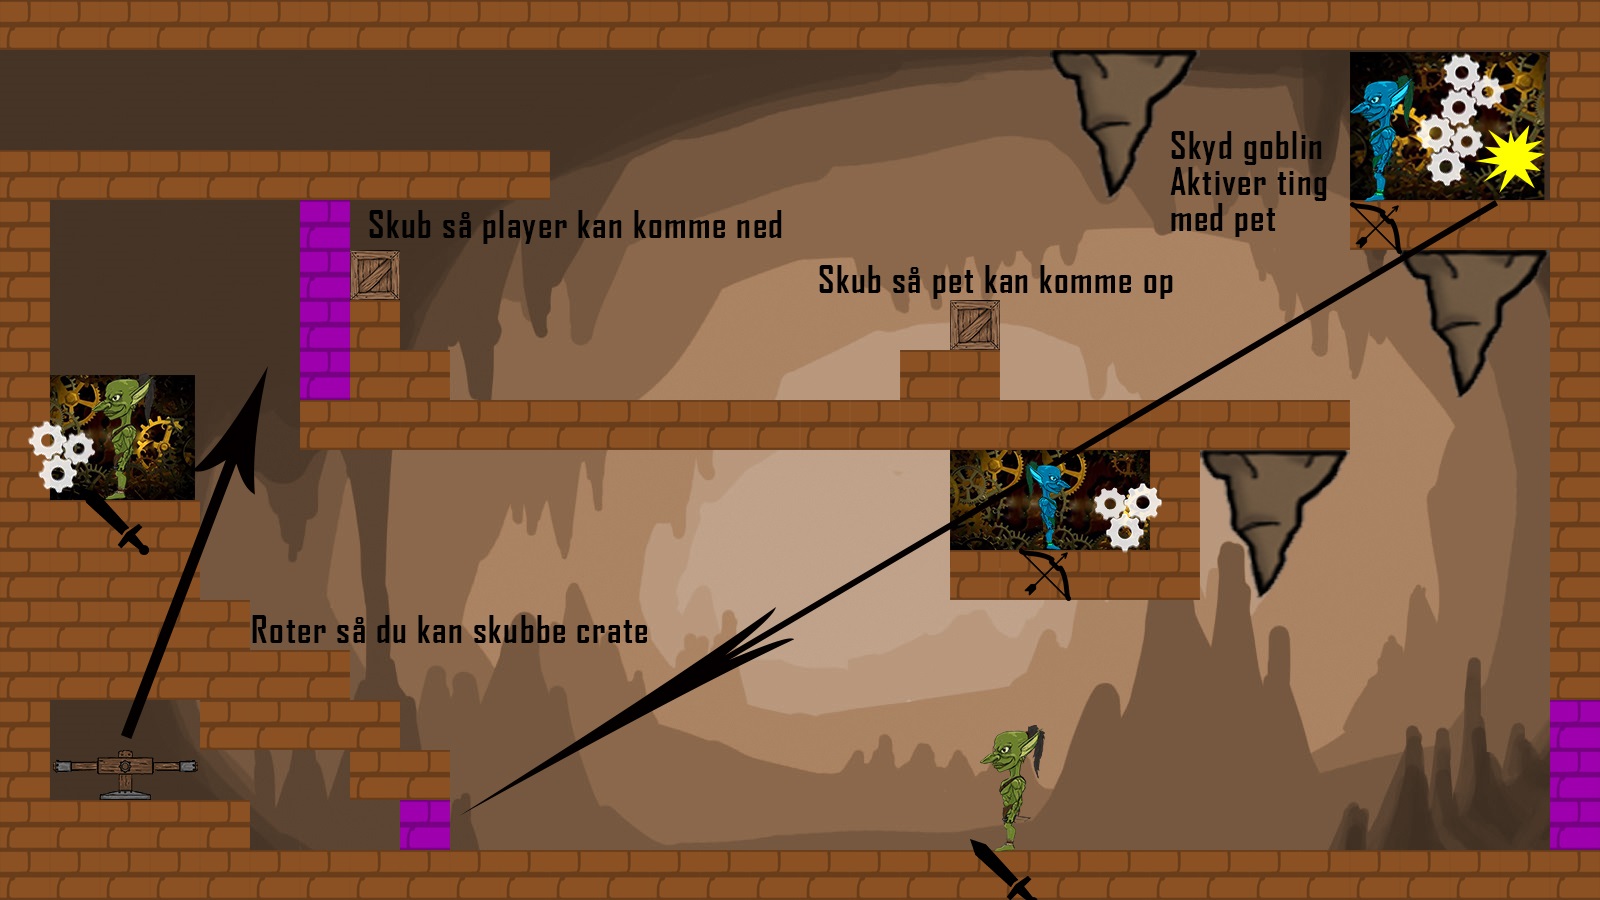 Skyd goblin
Aktiver ting
med pet
Skub så player kan komme ned
Skub så pet kan komme op
Roter så du kan skubbe crate